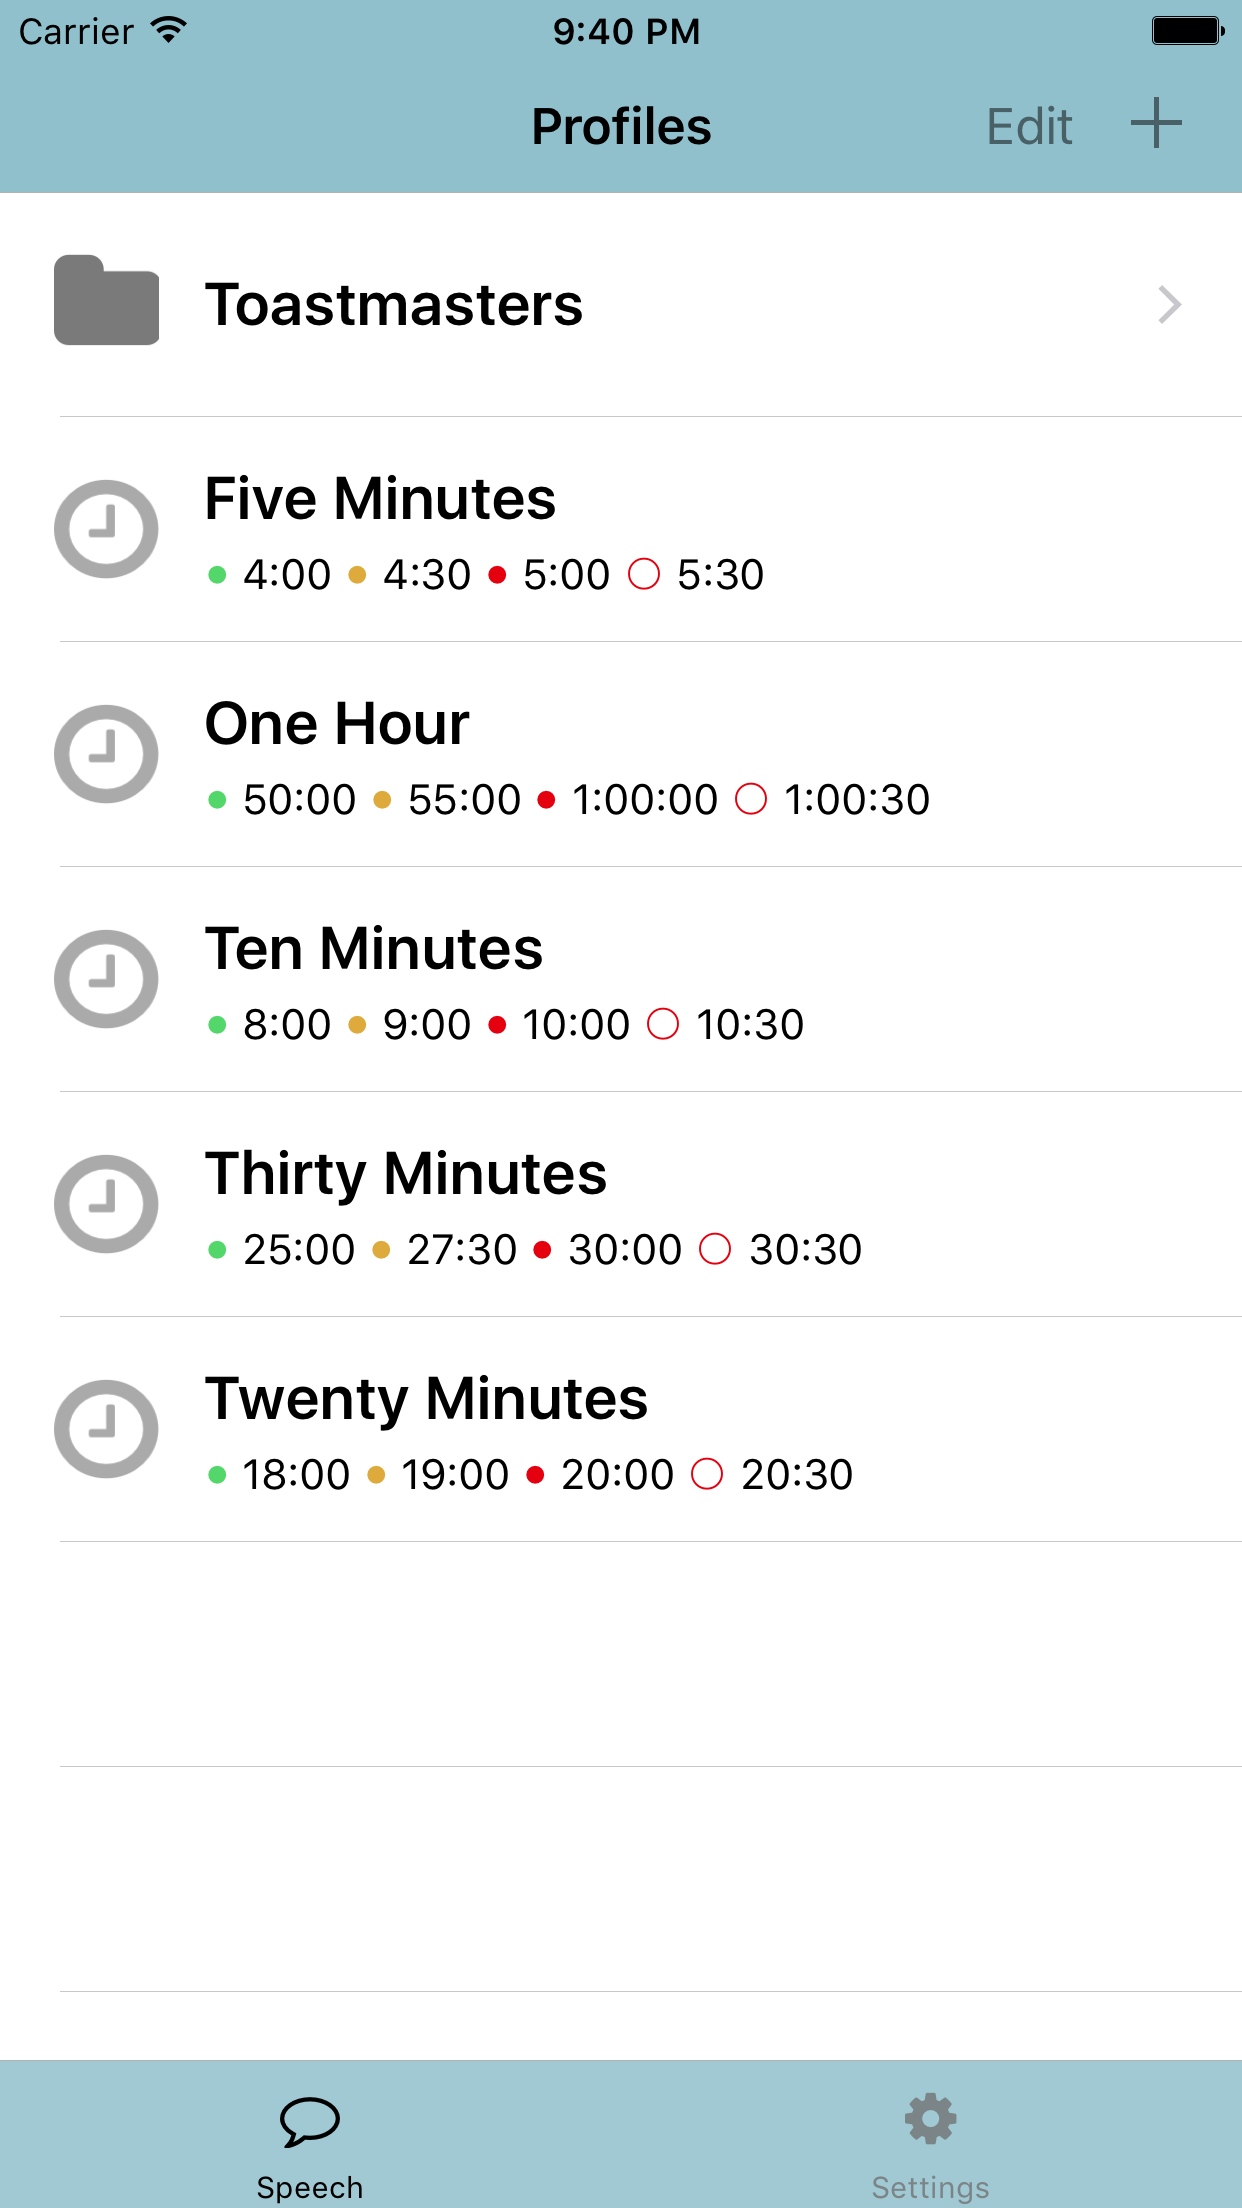 Carrier 9:40 PM
Profiles Edit
Toastmasters
Five Minutes
4:00 4:30 5:00 5:30
One Hour
50:00 55:00 1:00:00 1:00:30
Ten Minutes
8:00 9:00 10:00 10:30
Thirty Minutes
25:00 27:30 30:00 30:30
Twenty Minutes
18:00 19:00 20:00 20:30
Speech Settings